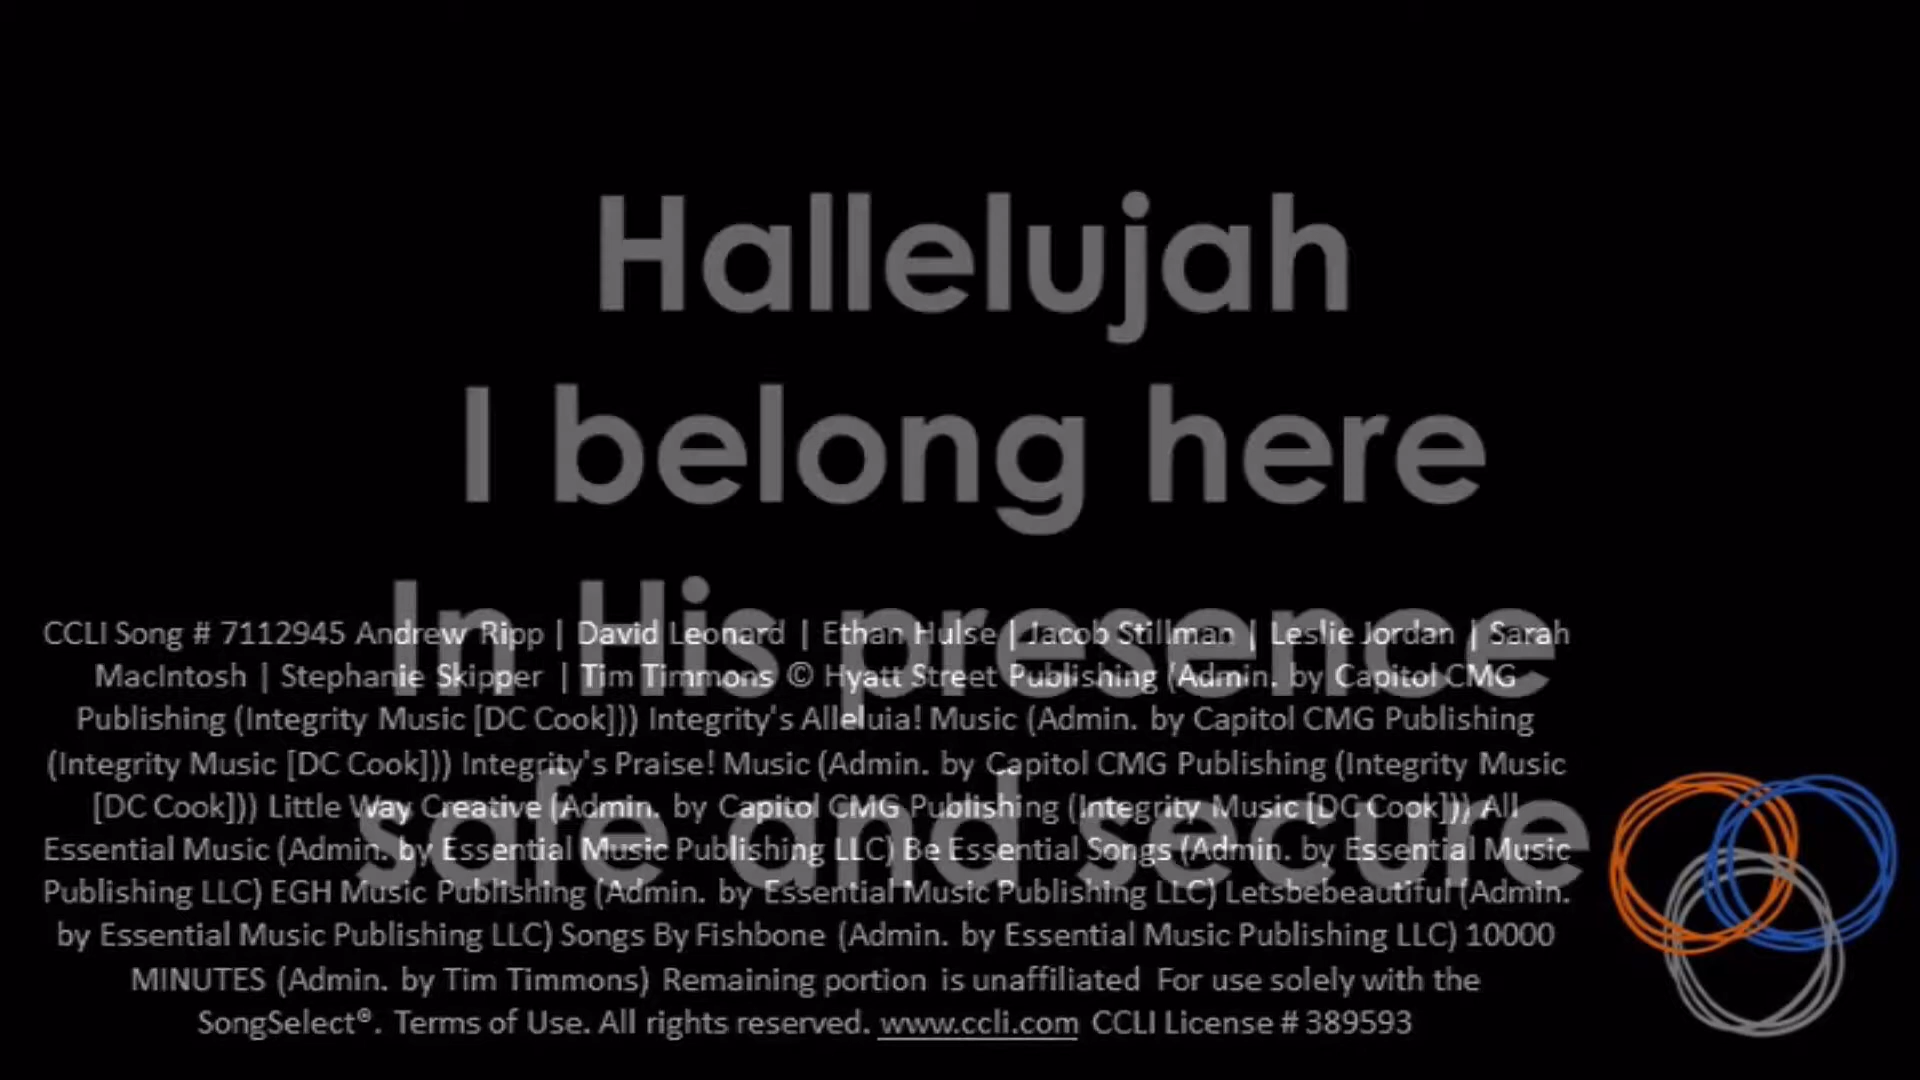 Hallelujah
I belong here
In His presence
safe and secure
CCLI Song # 7112945 Andrew Ripp | David Leonard | Ethan Hulse | Jacob Stillman | Leslie Jordan | Sarah
MacIntosh | Stephanie Skipper | Tim Timmons © Hyatt Street Publishing (Admin. by Capitol CMG
Publishing (Integrity Music [DC Cook])) Integrity's Alleluia! Music (Admin. by Capitol CMG Publishing
(Integrity Music [DC Cook])) Integrity's Praise! Music (Admin. by Capitol CMG Publishing (Integrity Music
[DC Cook])) Little Way Creative (Admin. by Capitol CMG Publishing (Integrity Music [DC Cook])) All
Essential Music (Admin. by Essential Music Publishing LLC) Be Essential Songs (Admin. by Essential Music
Publishing LLC) EGH Music Publishing (Admin. by Essential Music Publishing LLC) Letsbebeautiful (Admin.
by Essential Music Publishing LLC) Songs By Fishbone (Admin. by Essential Music Publishing LLC) 10000
MINUTES (Admin. by Tim Timmons) Remaining portion is unaffiliated For use solely with the
SongSelect®. Terms of Use. All rights reserved. www.ccli.com CCLI License # 389593